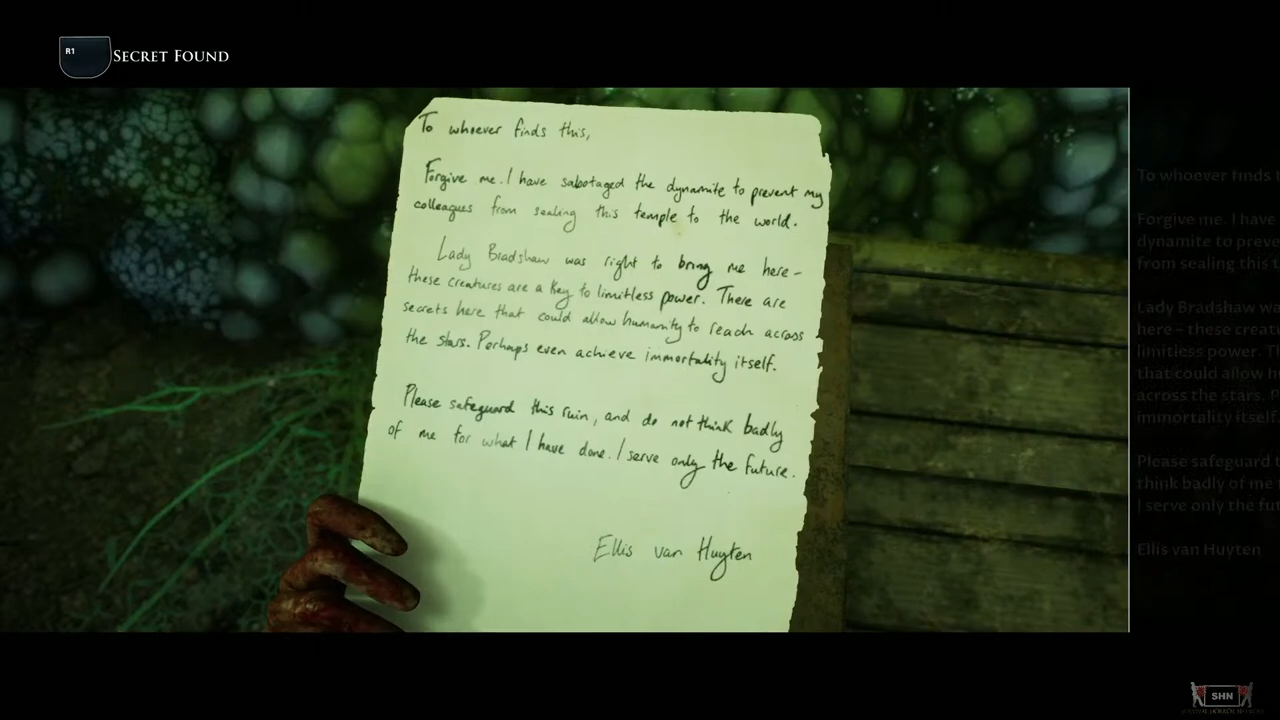 R1
SECRET FOUND
To whoever finds this,
Forgive me. I have sabotaged the dynamite to prevent my
colleagues from sealing this temple to the world.
Lady Bradshaw was right to bring me here –
these creatures are a key to limitless power. There are
secrets here that could allow humanity to reach across
the stars. Perhaps even achieve immortality itself.
Please safeguard this ruin, and do not think badly
of me for what I have done. I serve only the future.
Ellis van Huyten
To whoever finds t
Forgive me. I have
dynamite to preve
from sealing this t
Lady Bradshaw wa
here – these creat
limitless power. T
that could allow h
across the stars. P
immortality itself
Please safeguard t
think badly of me f
I serve only the fut
Ellis van Huyten
SHN